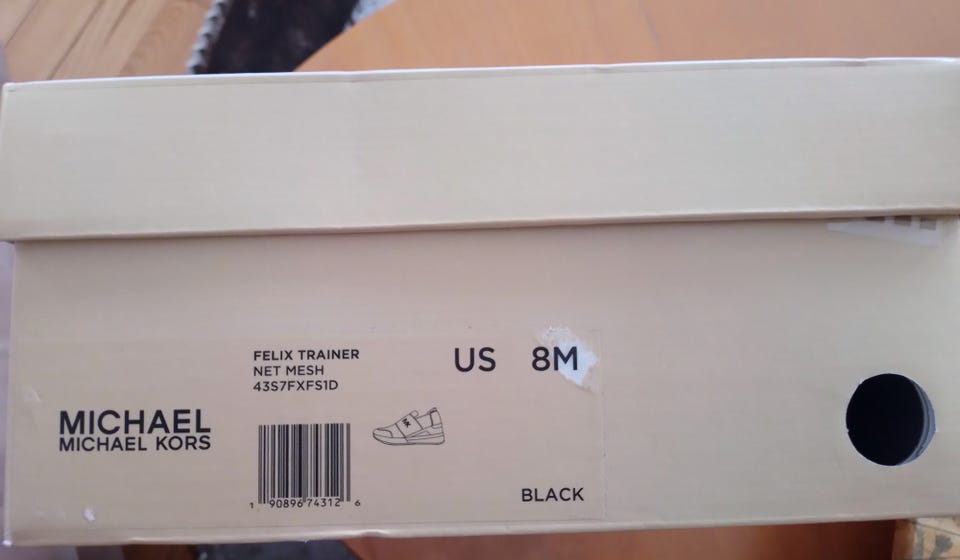 FELIX TRAINER
NET MESH
43S7FXFS1D
US 8M
MICHAEL
MICHAEL KORS
1 90896 74312 6
BLACK